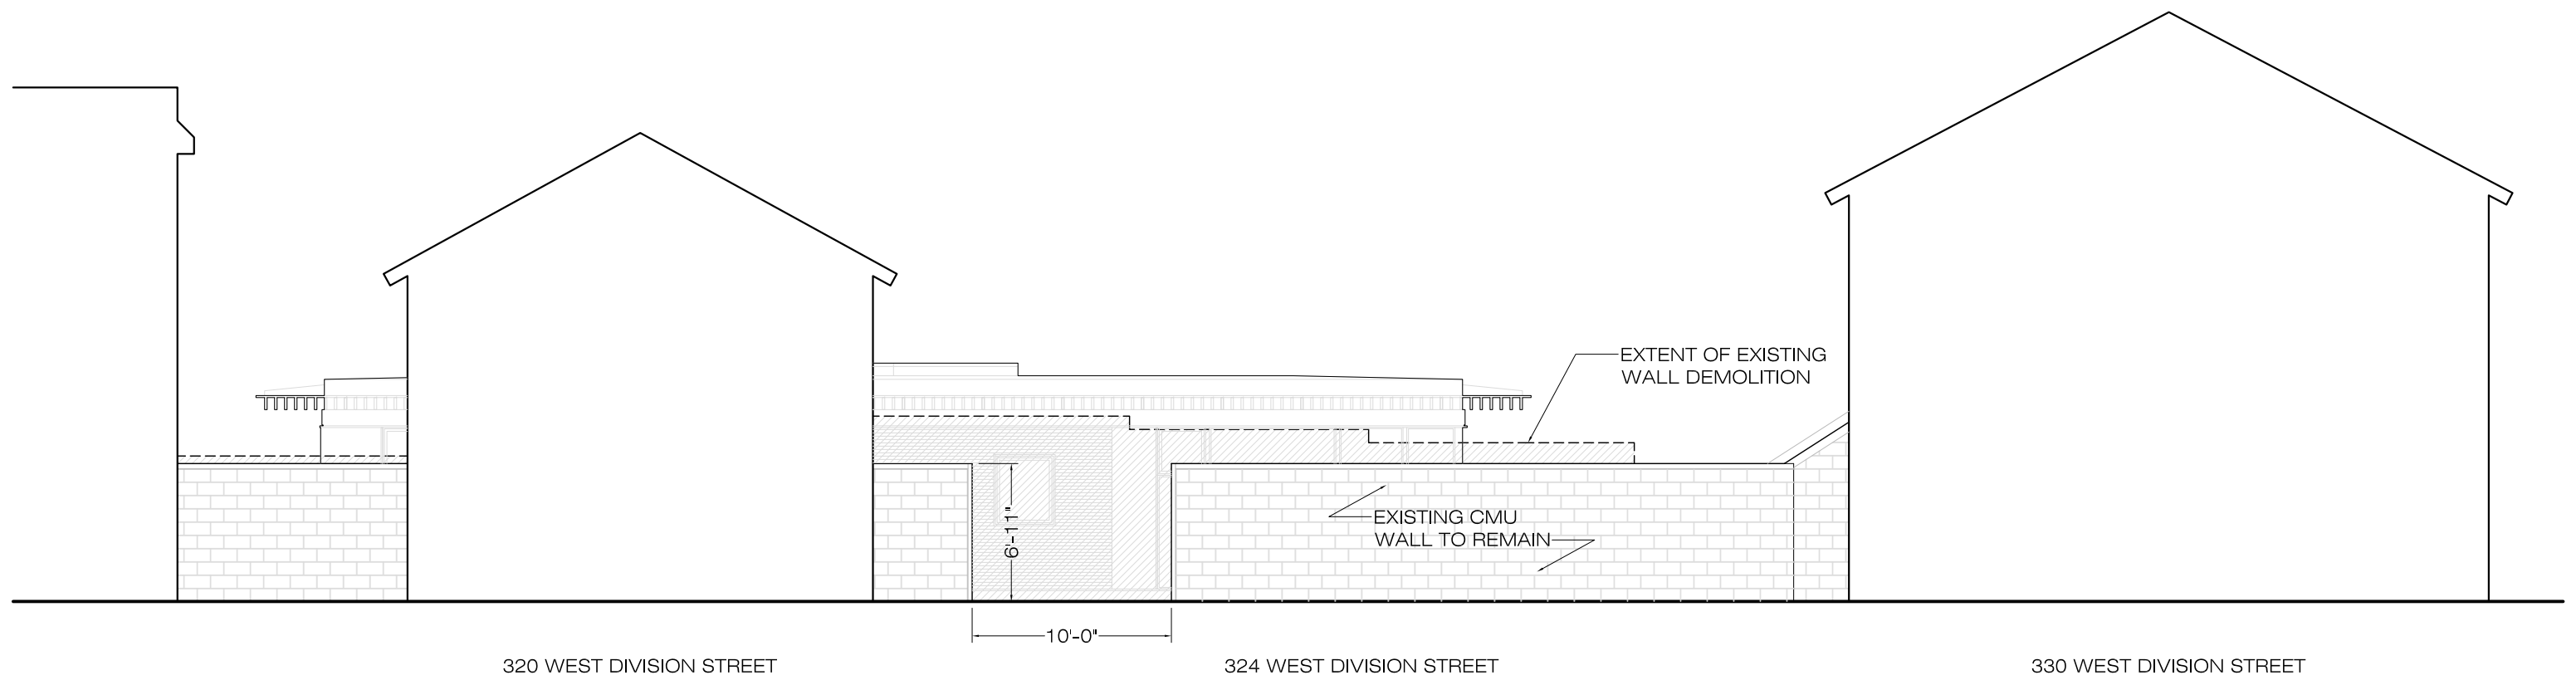 EXTENT OF EXISTING
WALL DEMOLITION
6'-11"
EXISTING CMU
WALL TO REMAIN
10'-0"
320 WEST DIVISION STREET
324 WEST DIVISION STREET
330 WEST DIVISION STREET